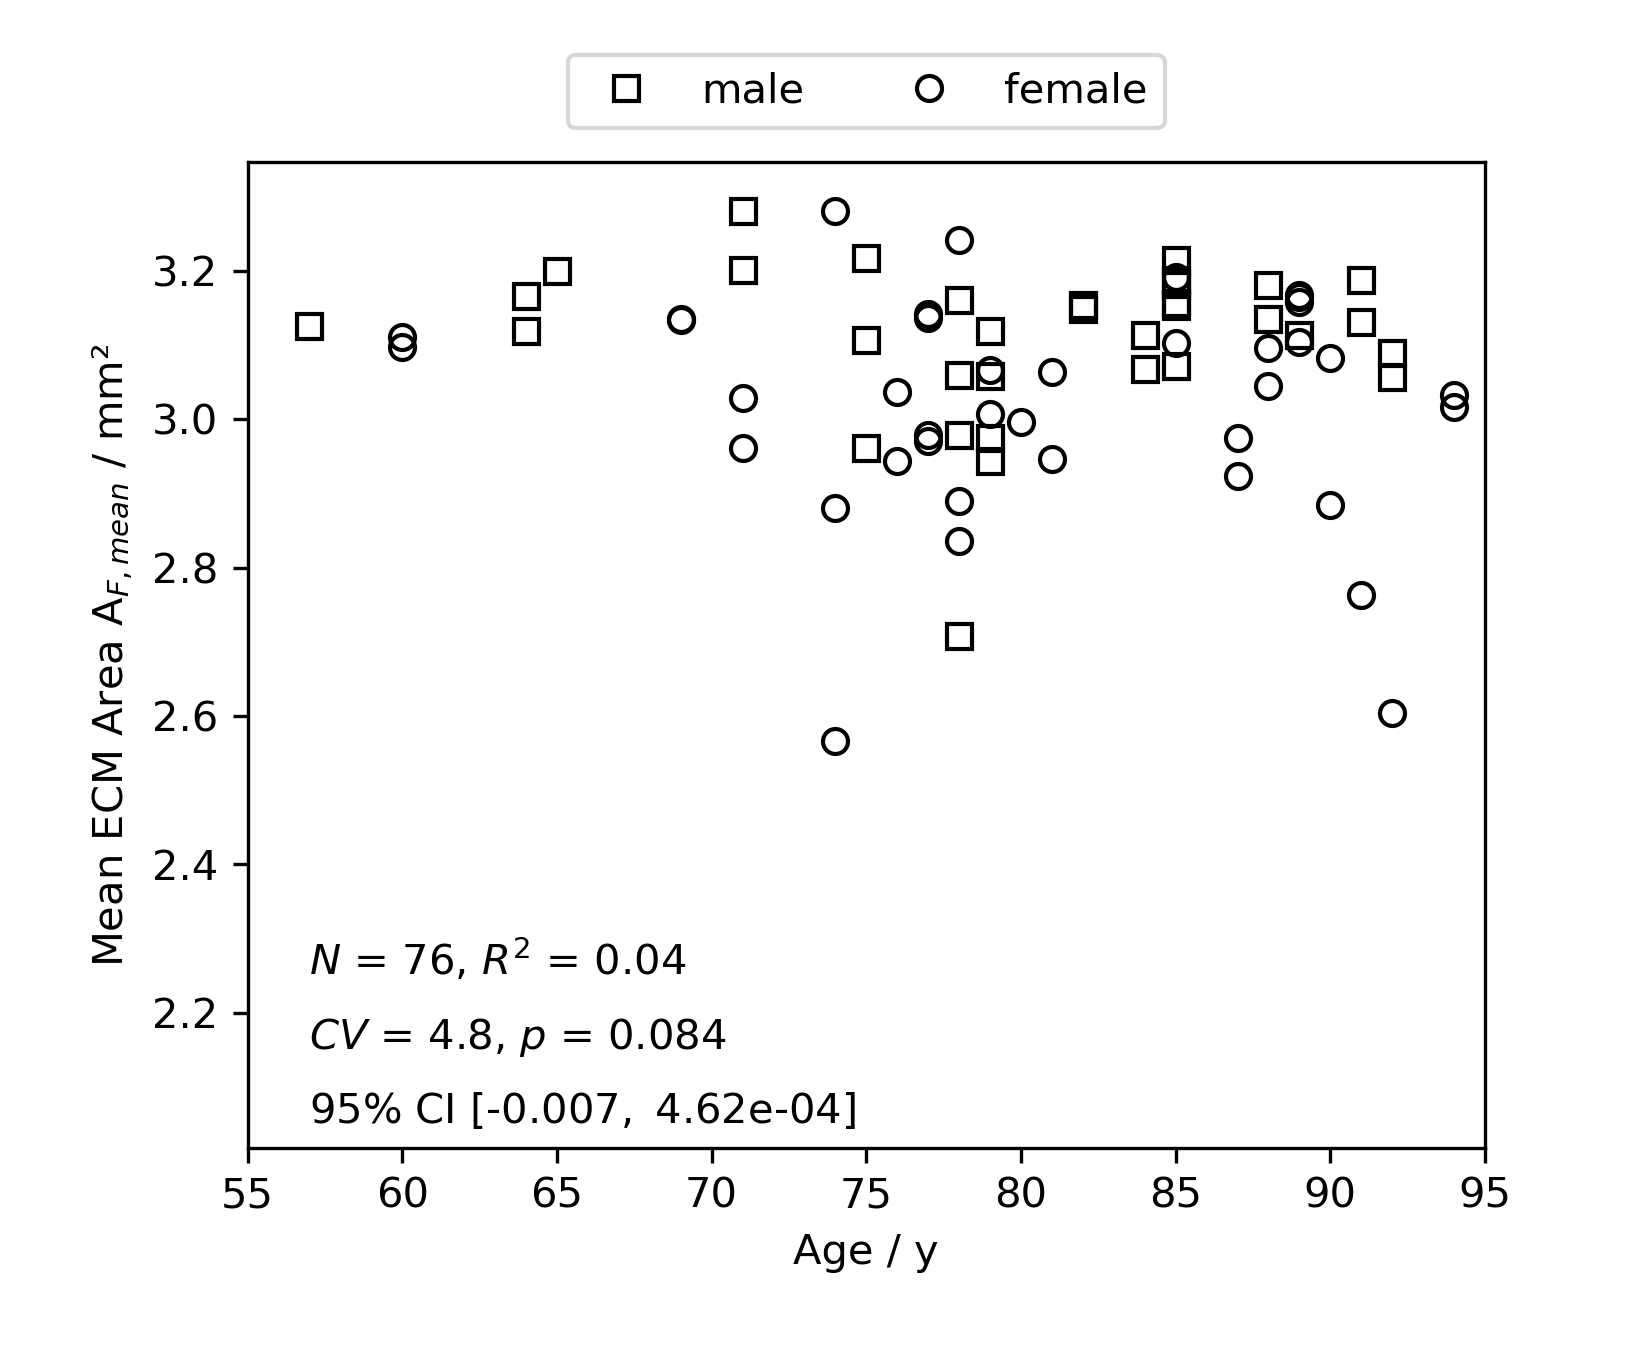 male female
Mean ECM Area A_{F, mean} / mm²
3.2
3.0
2.8
2.6
2.4
2.2
N = 76, R² = 0.04
CV = 4.8, p = 0.084
95% CI [-0.007, 4.62e-04]
55 60 65 70 75 80 85 90 95
Age / y